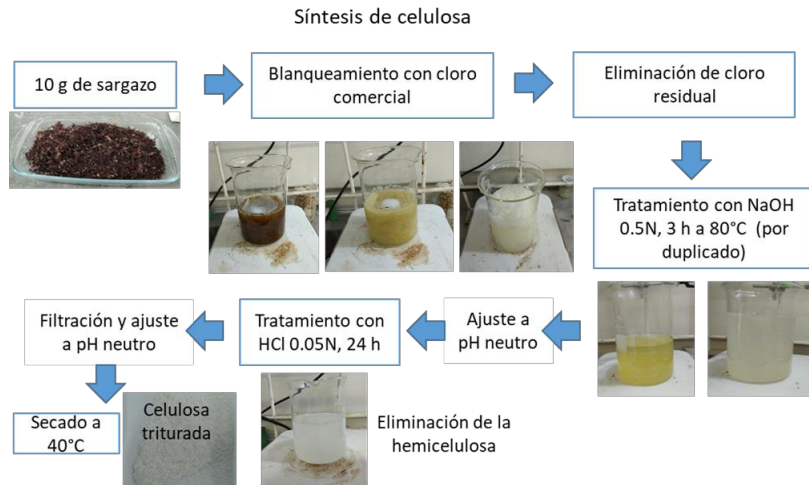 Síntesis de celulosa
10 g de sargazo
Blanqueamiento con cloro
comercial
Eliminación de cloro
residual
Tratamiento con NaOH
0.5N, 3 h a 80°C (por
duplicado)
Ajuste a
pH neutro
Tratamiento con
HCl 0.05N, 24 h
Eliminación de la
hemicelulosa
Filtración y ajuste
a pH neutro
Secado a
40°C
Celulosa
triturada